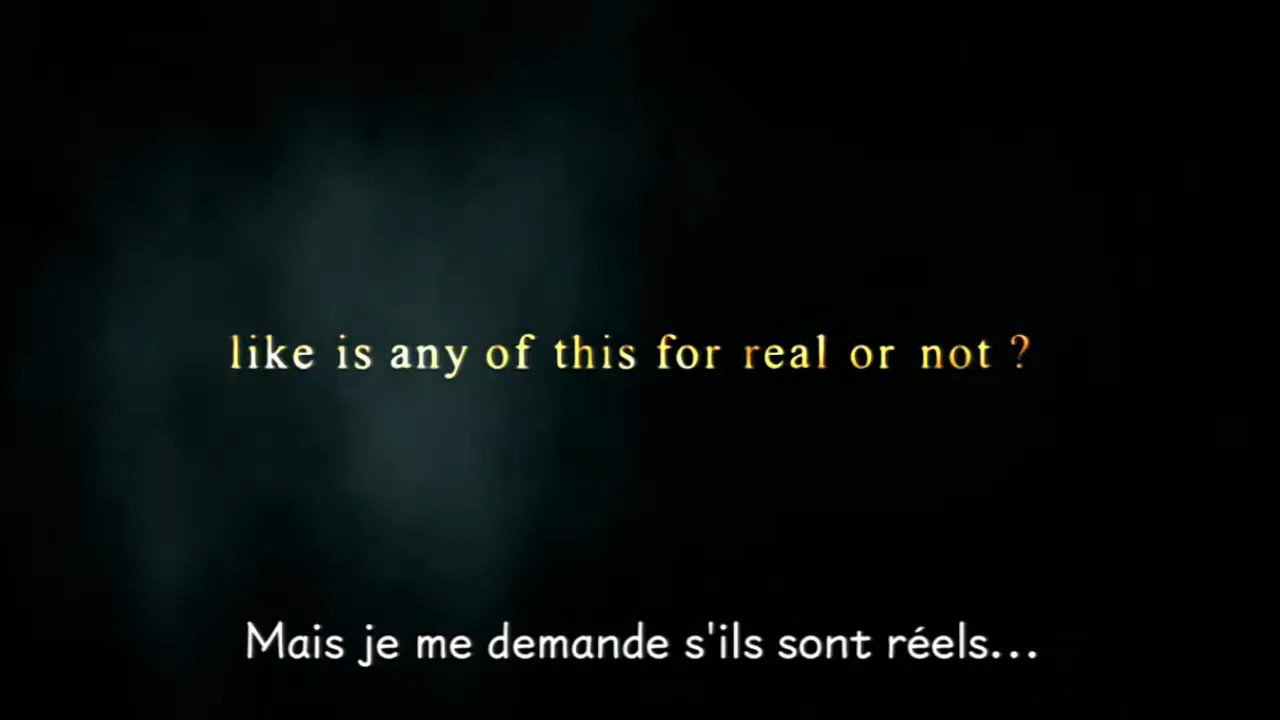 like is any of this for real or not ?
Mais je me demande s'ils sont réels...